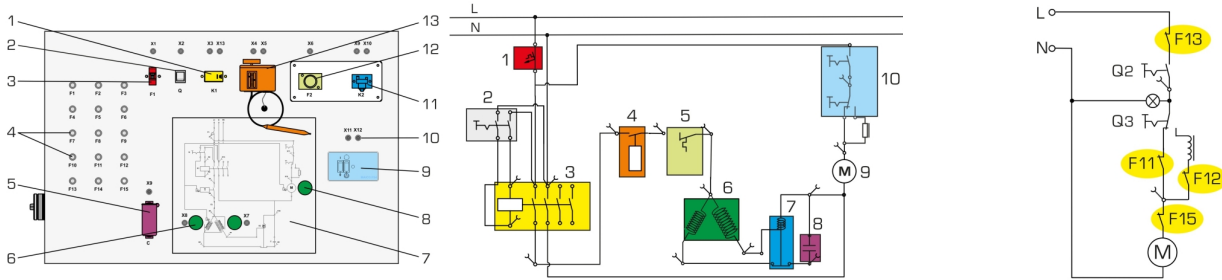 1
2
3
4
5
6
13
12
11
10
9
8
7
X1 X2 X3 X13 X4 X5 X6 X9 X10
F1 Q K1 F2 K2
F1 F2 F3
F4 F5 F6
F7 F8 F9
F10 F11 F12
F13 F14 F15
X11 X12
X8 X7
C
L
N
1
2
3
4
5
6
7
8
9
10
M
L
N
F13
Q2
Q3
F11
F12
F15
M